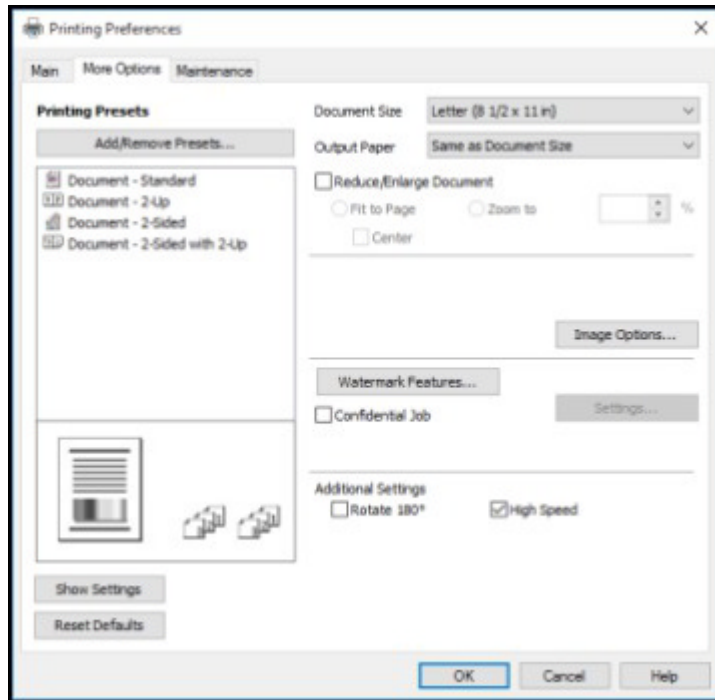 Printing Preferences
Main More Options Maintenance
Printing Presets
Add/Remove Presets...
Document - Standard
Document - 2-Up
Document - 2-Sided
Document - 2-Sided with 2-Up
Show Settings
Reset Defaults
Document Size Letter (8 1/2 x 11 in)
Output Paper Same as Document Size
Reduce/Enlarge Document
Fit to Page Zoom to %
Center
Image Options...
Watermark Features...
Confidential Job Settings...
Additional Settings
Rotate 180° High Speed
OK Cancel Help